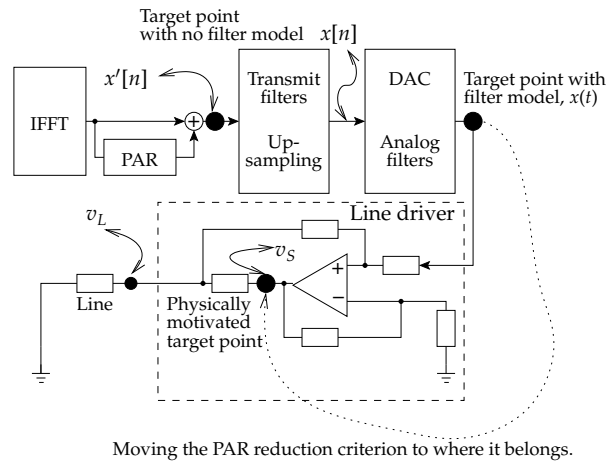 Target point
with no filter model
x[n]
x'[n]
IFFT
PAR
+
Transmit
filters
Up-
sampling
DAC
Analog
filters
Target point with
filter model, x(t)
Line driver
v_L
v_S
+
−
Line
Physically
motivated
target point
Moving the PAR reduction criterion to where it belongs.